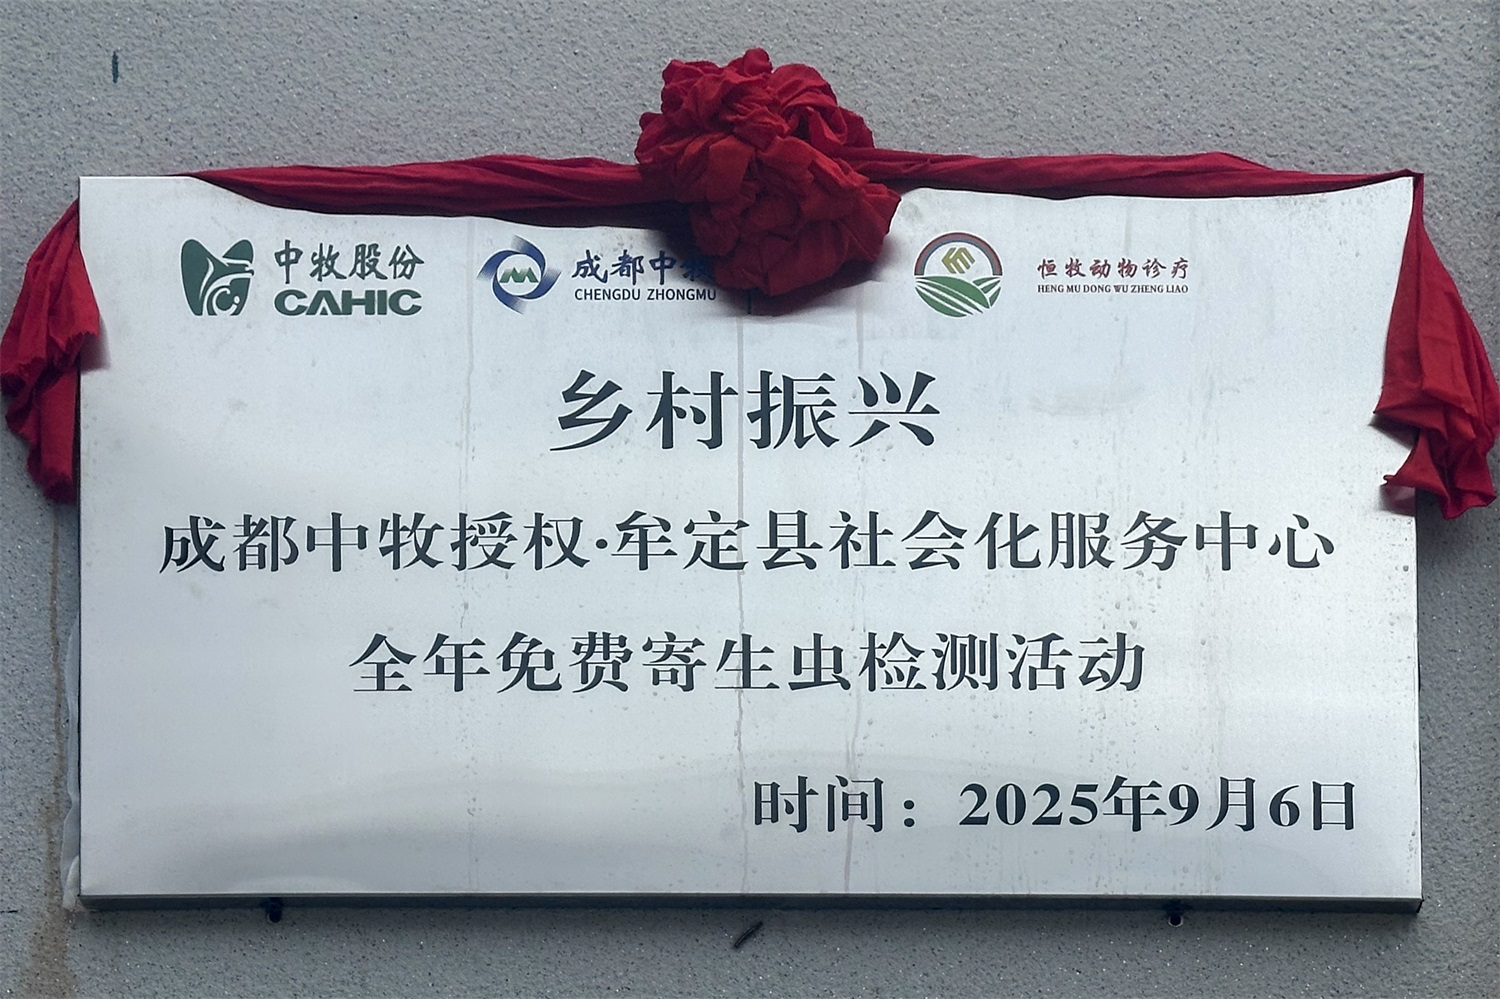 中牧股份
CAHIC
成都中牧
CHENGDU ZHONGMU
恒牧动物诊疗
HENG MU DONG WU ZHENG LIAO
乡村振兴
成都中牧授权·牟定县社会化服务中心
全年免费寄生虫检测活动
时间：2025年9月6日